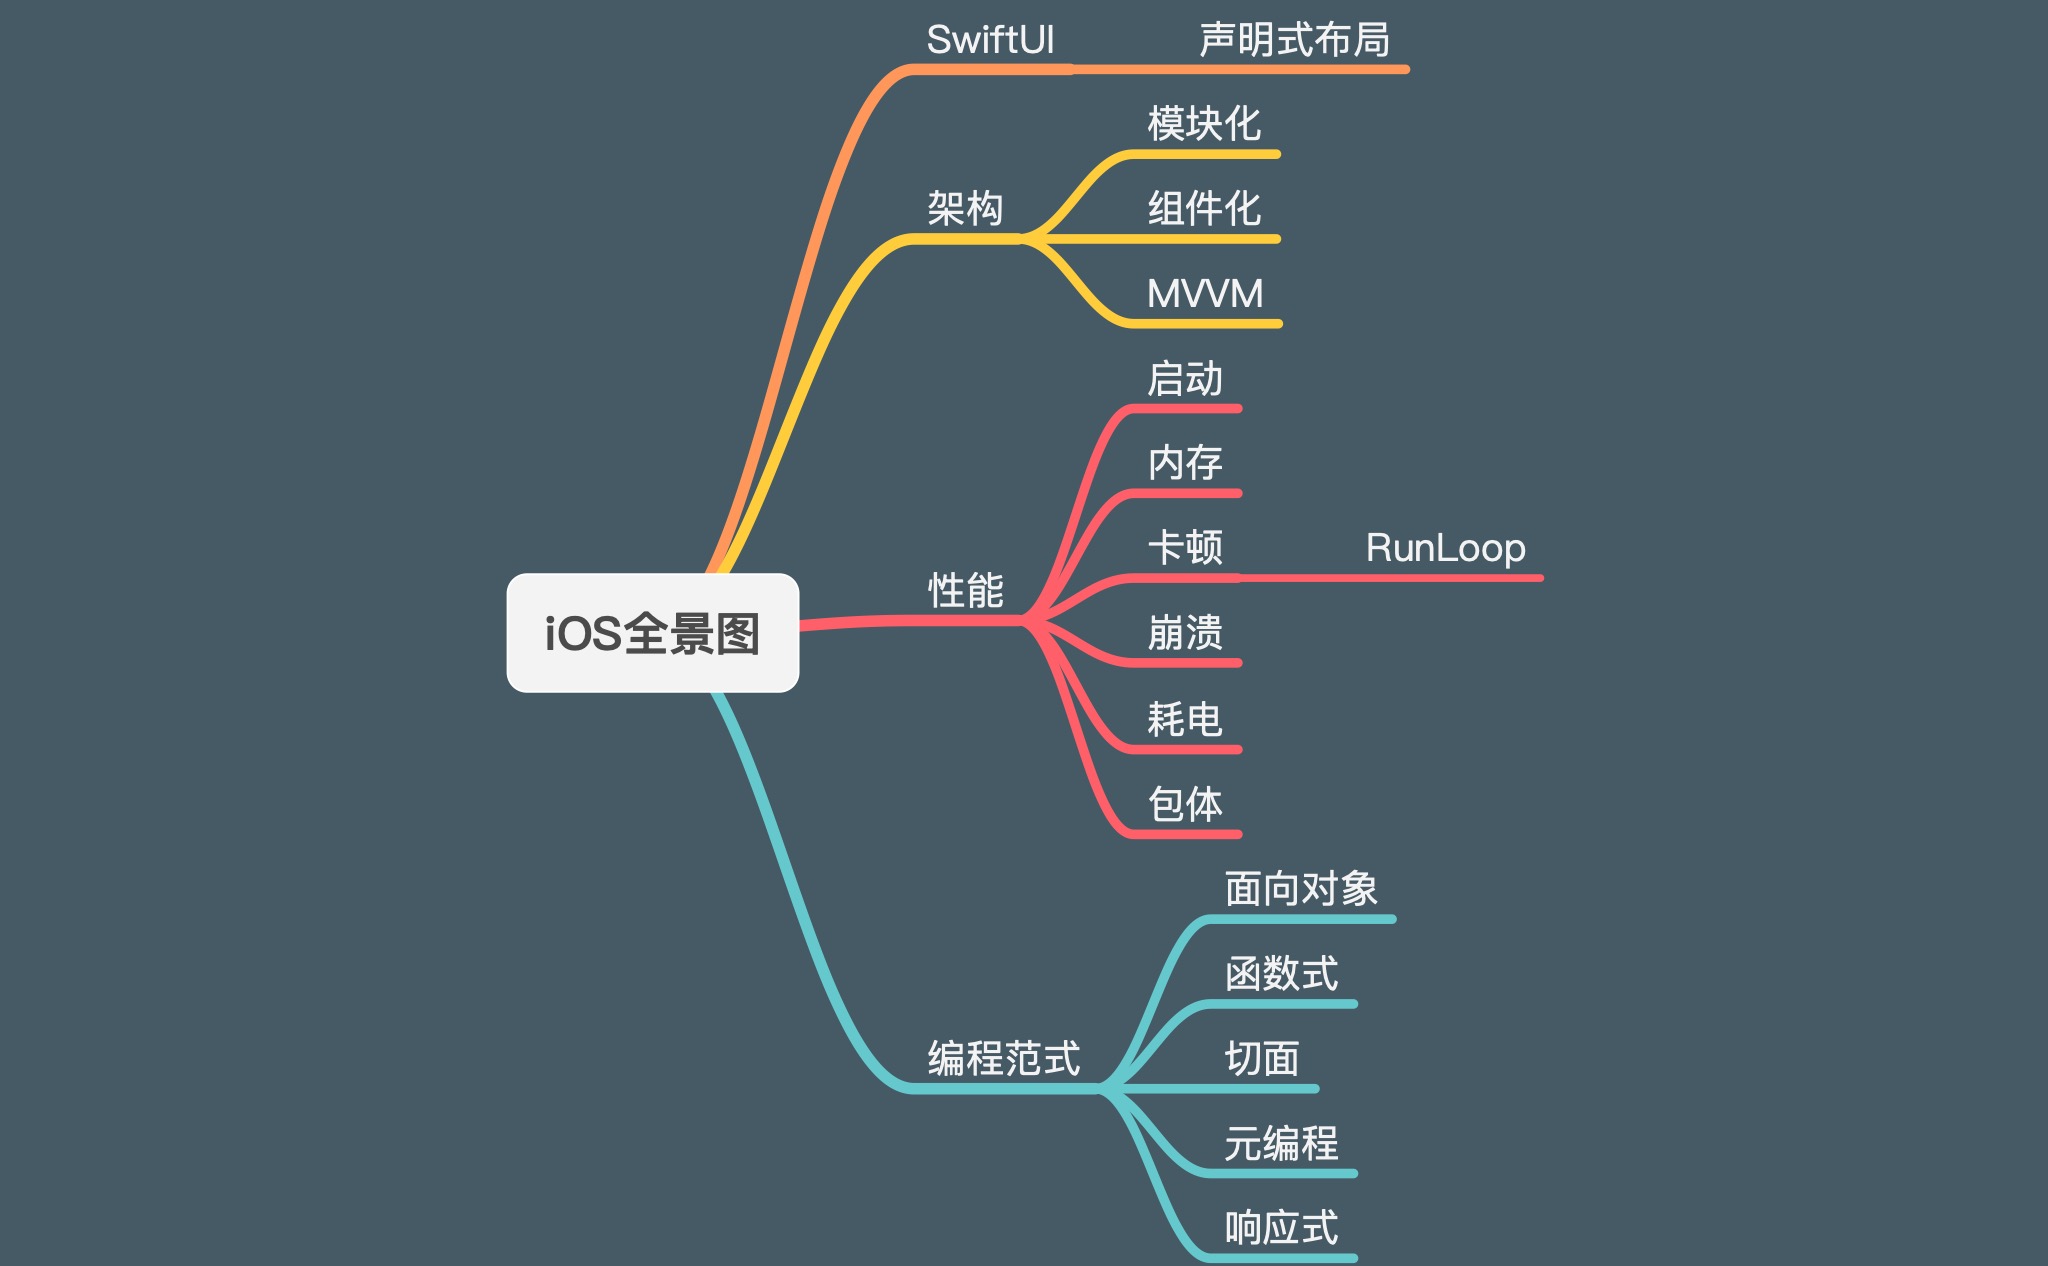 SwiftUI
声明式布局
架构
模块化
组件化
MVVM
iOS全景图
性能
启动
内存
卡顿
RunLoop
崩溃
耗电
包体
编程范式
面向对象
函数式
切面
元编程
响应式